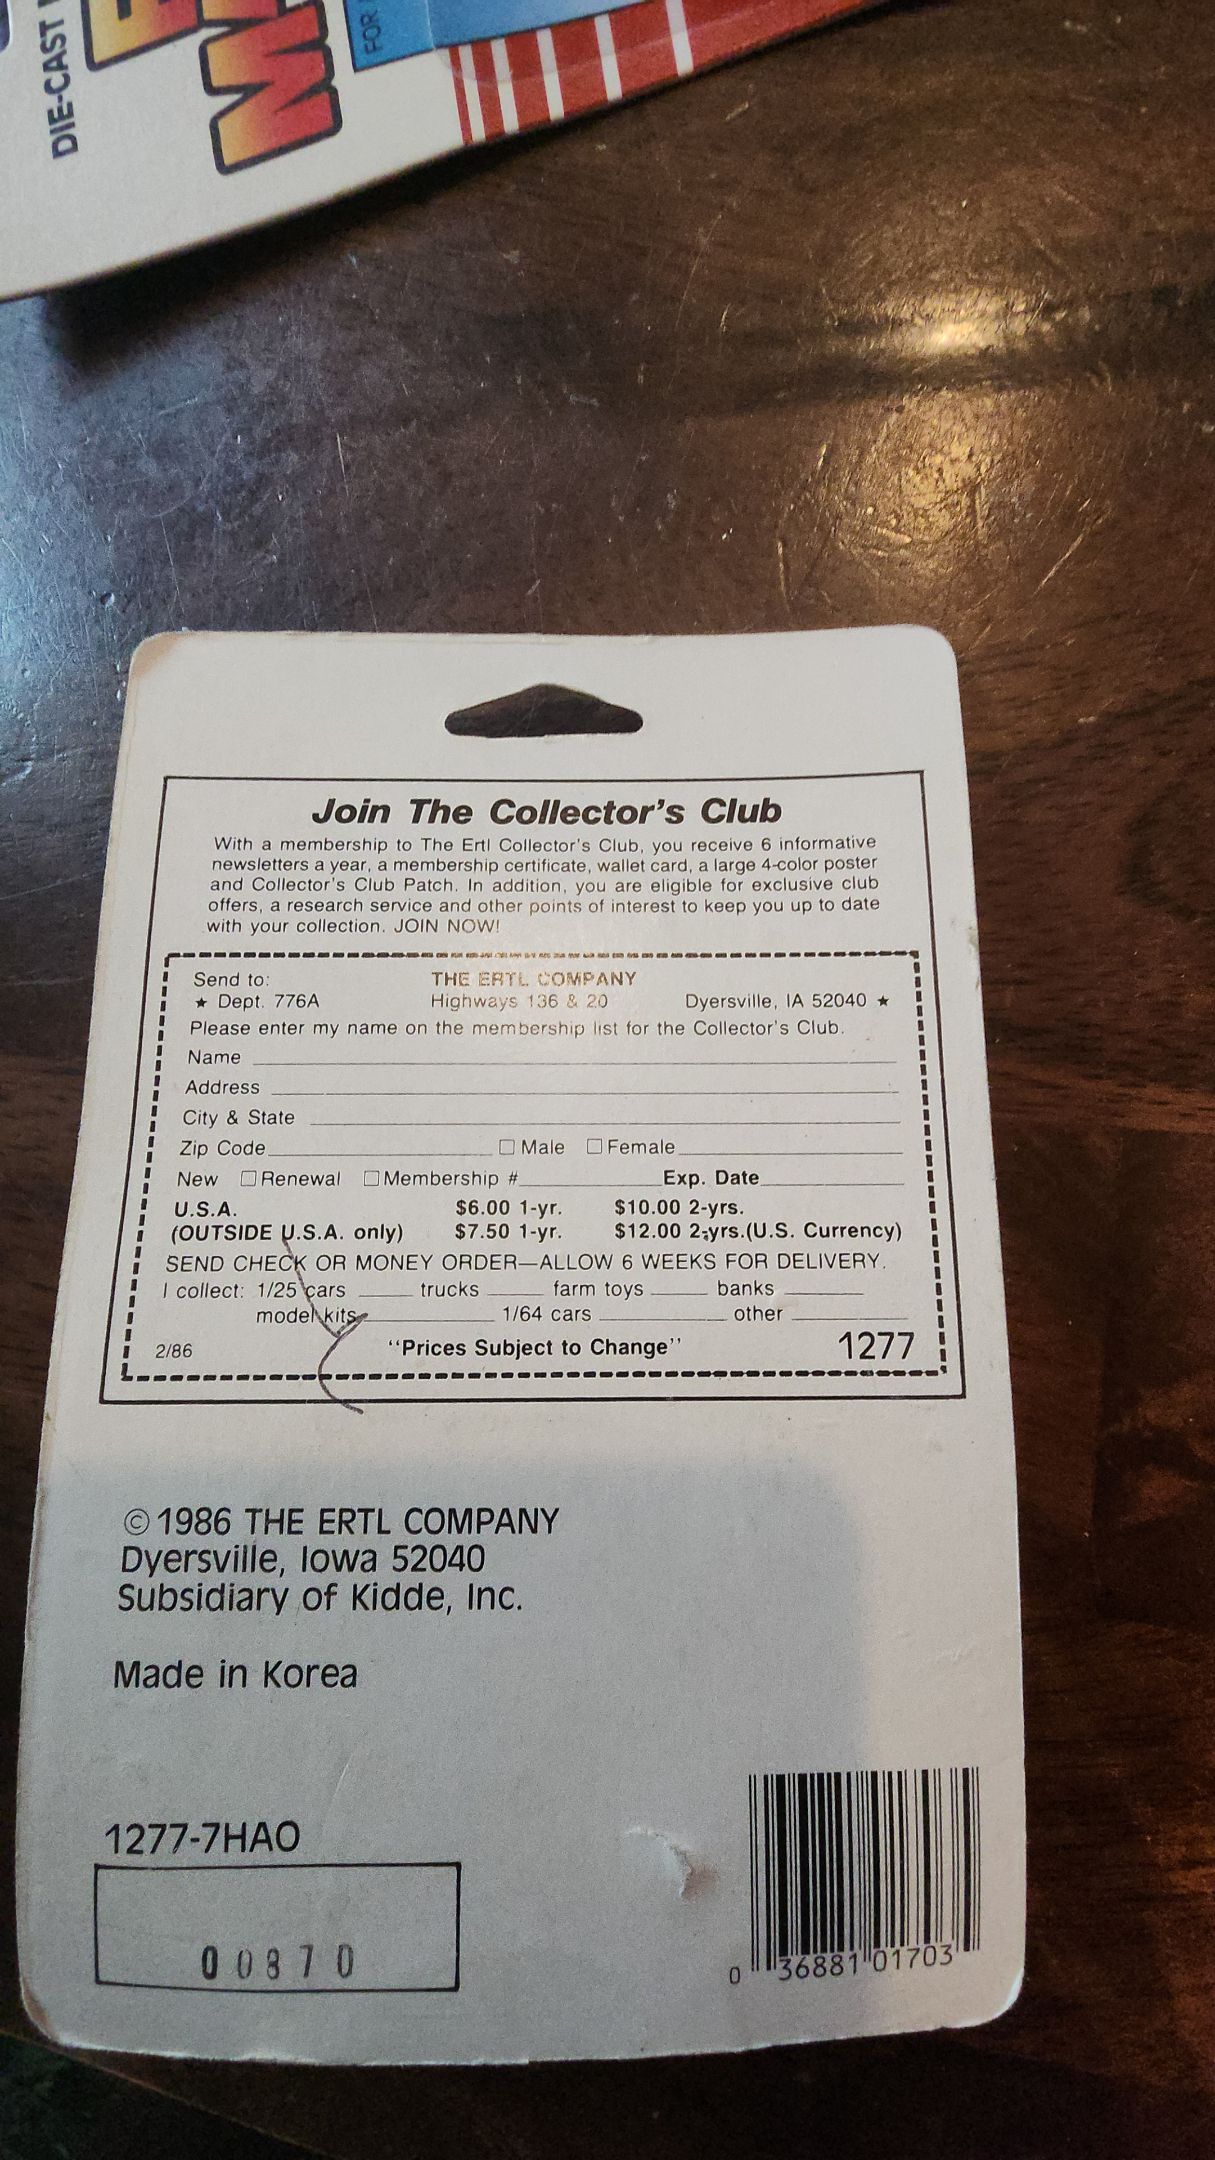 DIE-CAST
FOR
Join The Collector's Club
With a membership to The Ertl Collector's Club, you receive 6 informative
newsletters a year, a membership certificate, wallet card, a large 4-color poster
and Collector's Club Patch. In addition, you are eligible for exclusive club
offers, a research service and other points of interest to keep you up to date
with your collection. JOIN NOW!
Send to: THE ERTL COMPANY
★ Dept. 776A Highways 136 & 20 Dyersville, IA 52040 ★
Please enter my name on the membership list for the Collector's Club.
Name
Address
City & State
Zip Code □ Male □ Female
New □ Renewal □ Membership # Exp. Date
U.S.A. $6.00 1-yr. $10.00 2-yrs.
(OUTSIDE U.S.A. only) $7.50 1-yr. $12.00 2-yrs.(U.S. Currency)
SEND CHECK OR MONEY ORDER—ALLOW 6 WEEKS FOR DELIVERY.
I collect: 1/25 cars trucks farm toys banks
model kits 1/64 cars other
2/86 "Prices Subject to Change" 1277
© 1986 THE ERTL COMPANY
Dyersville, Iowa 52040
Subsidiary of Kidde, Inc.
Made in Korea
1277-7HAO
00870
0 36881 01703